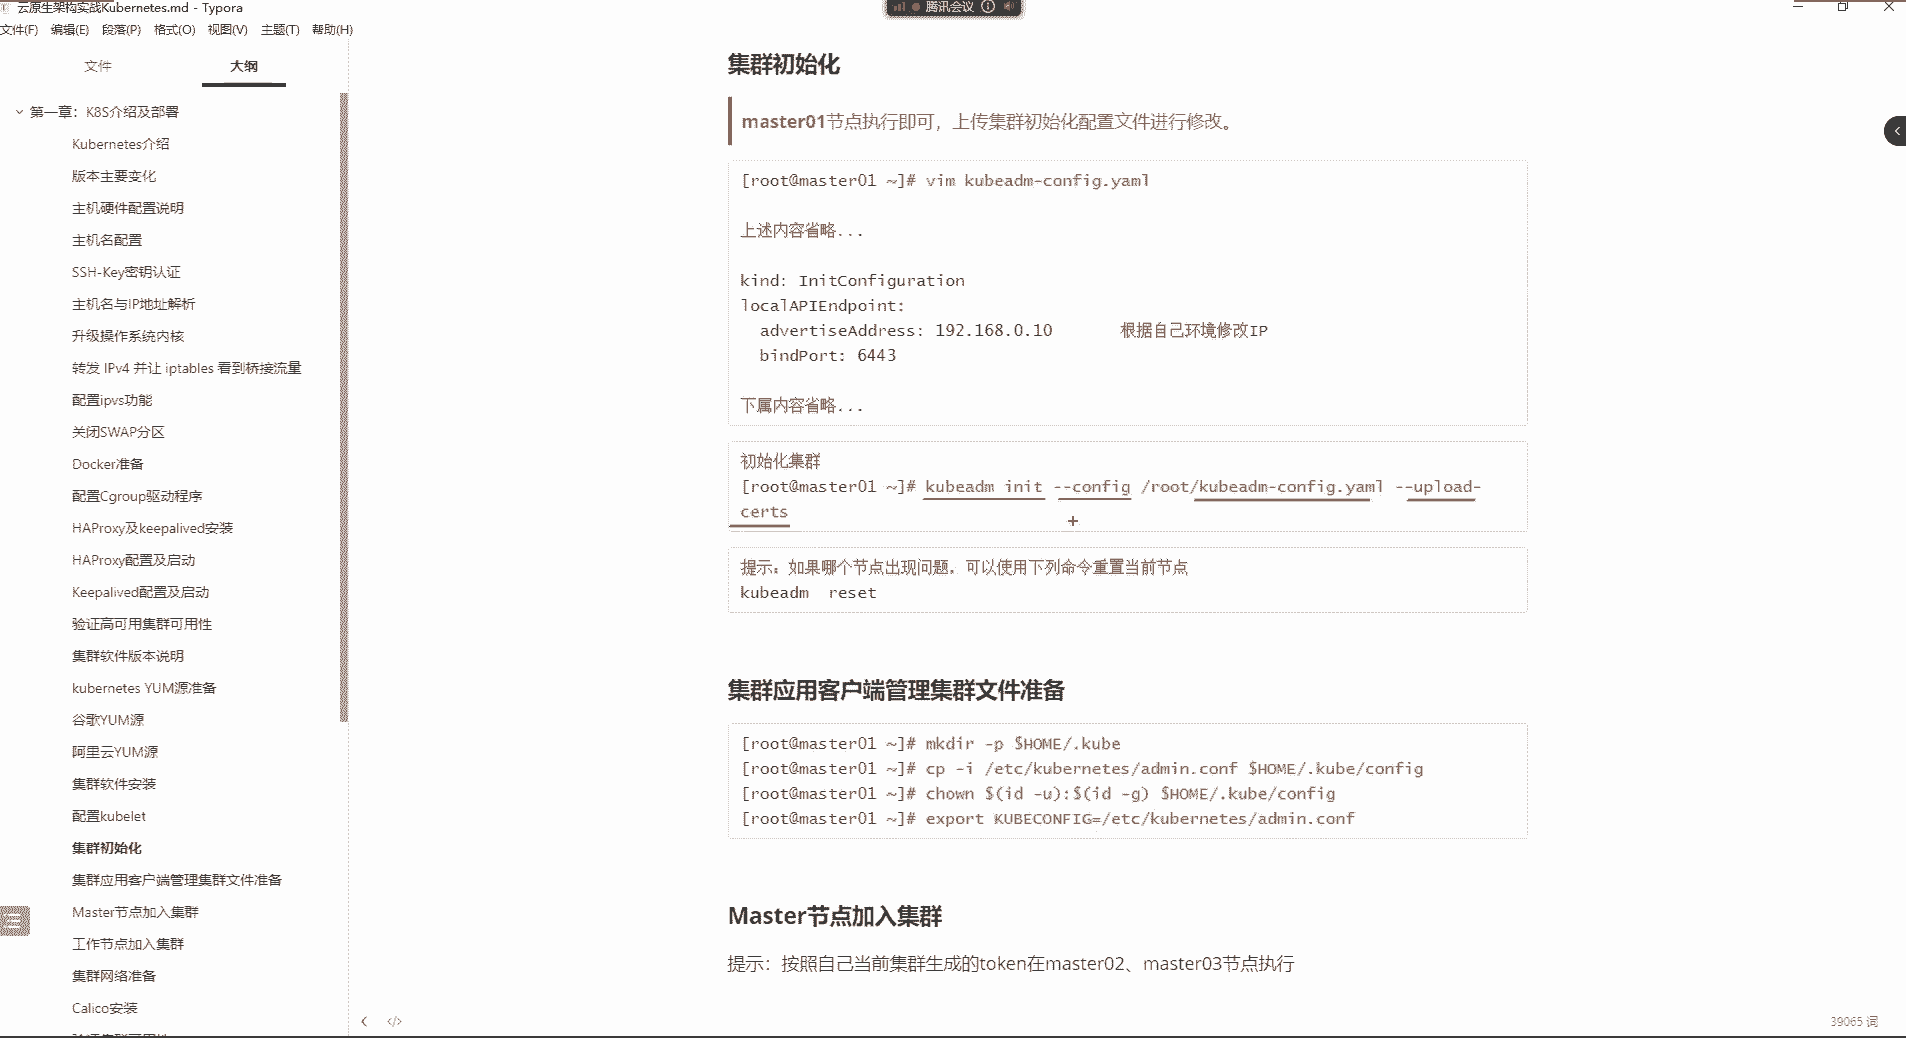 云原生架构实战Kubernetes.md - Typora
腾讯会议
文件(F) 编辑(E) 段落(P) 格式(O) 视图(V) 主题(T) 帮助(H)
文件 大纲
第一章：K8S介绍及部署
Kubernetes介绍
版本主要变化
主机硬件配置说明
主机名配置
SSH-Key密钥认证
主机名与IP地址解析
升级操作系统内核
转发 IPv4 并让 iptables 看到桥接流量
配置ipvs功能
关闭SWAP分区
Docker准备
配置Cgroup驱动程序
HAProxy及keepalived安装
HAProxy配置及启动
Keepalived配置及启动
验证高可用集群可用性
集群软件版本说明
kubernetes YUM源准备
谷歌YUM源
阿里云YUM源
集群软件安装
配置kubelet
集群初始化
集群应用客户端管理集群文件准备
Master节点加入集群
工作节点加入集群
集群网络准备
Calico安装
集群初始化
master01节点执行即可，上传集群初始化配置文件进行修改。
[root@master01 ~]# vim kubeadm-config.yaml
上述内容省略...
kind: InitConfiguration
localAPIEndpoint:
advertiseAddress: 192.168.0.10 根据自己环境修改IP
bindPort: 6443
下属内容省略...
初始化集群
[root@master01 ~]# kubeadm init --config /root/kubeadm-config.yaml --upload-
certs
提示：如果哪个节点出现问题，可以使用下列命令重置当前节点
kubeadm reset
集群应用客户端管理集群文件准备
[root@master01 ~]# mkdir -p $HOME/.kube
[root@master01 ~]# cp -i /etc/kubernetes/admin.conf $HOME/.kube/config
[root@master01 ~]# chown $(id -u):$(id -g) $HOME/.kube/config
[root@master01 ~]# export KUBECONFIG=/etc/kubernetes/admin.conf
Master节点加入集群
提示：按照自己当前集群生成的token在master02、master03节点执行
39065 词